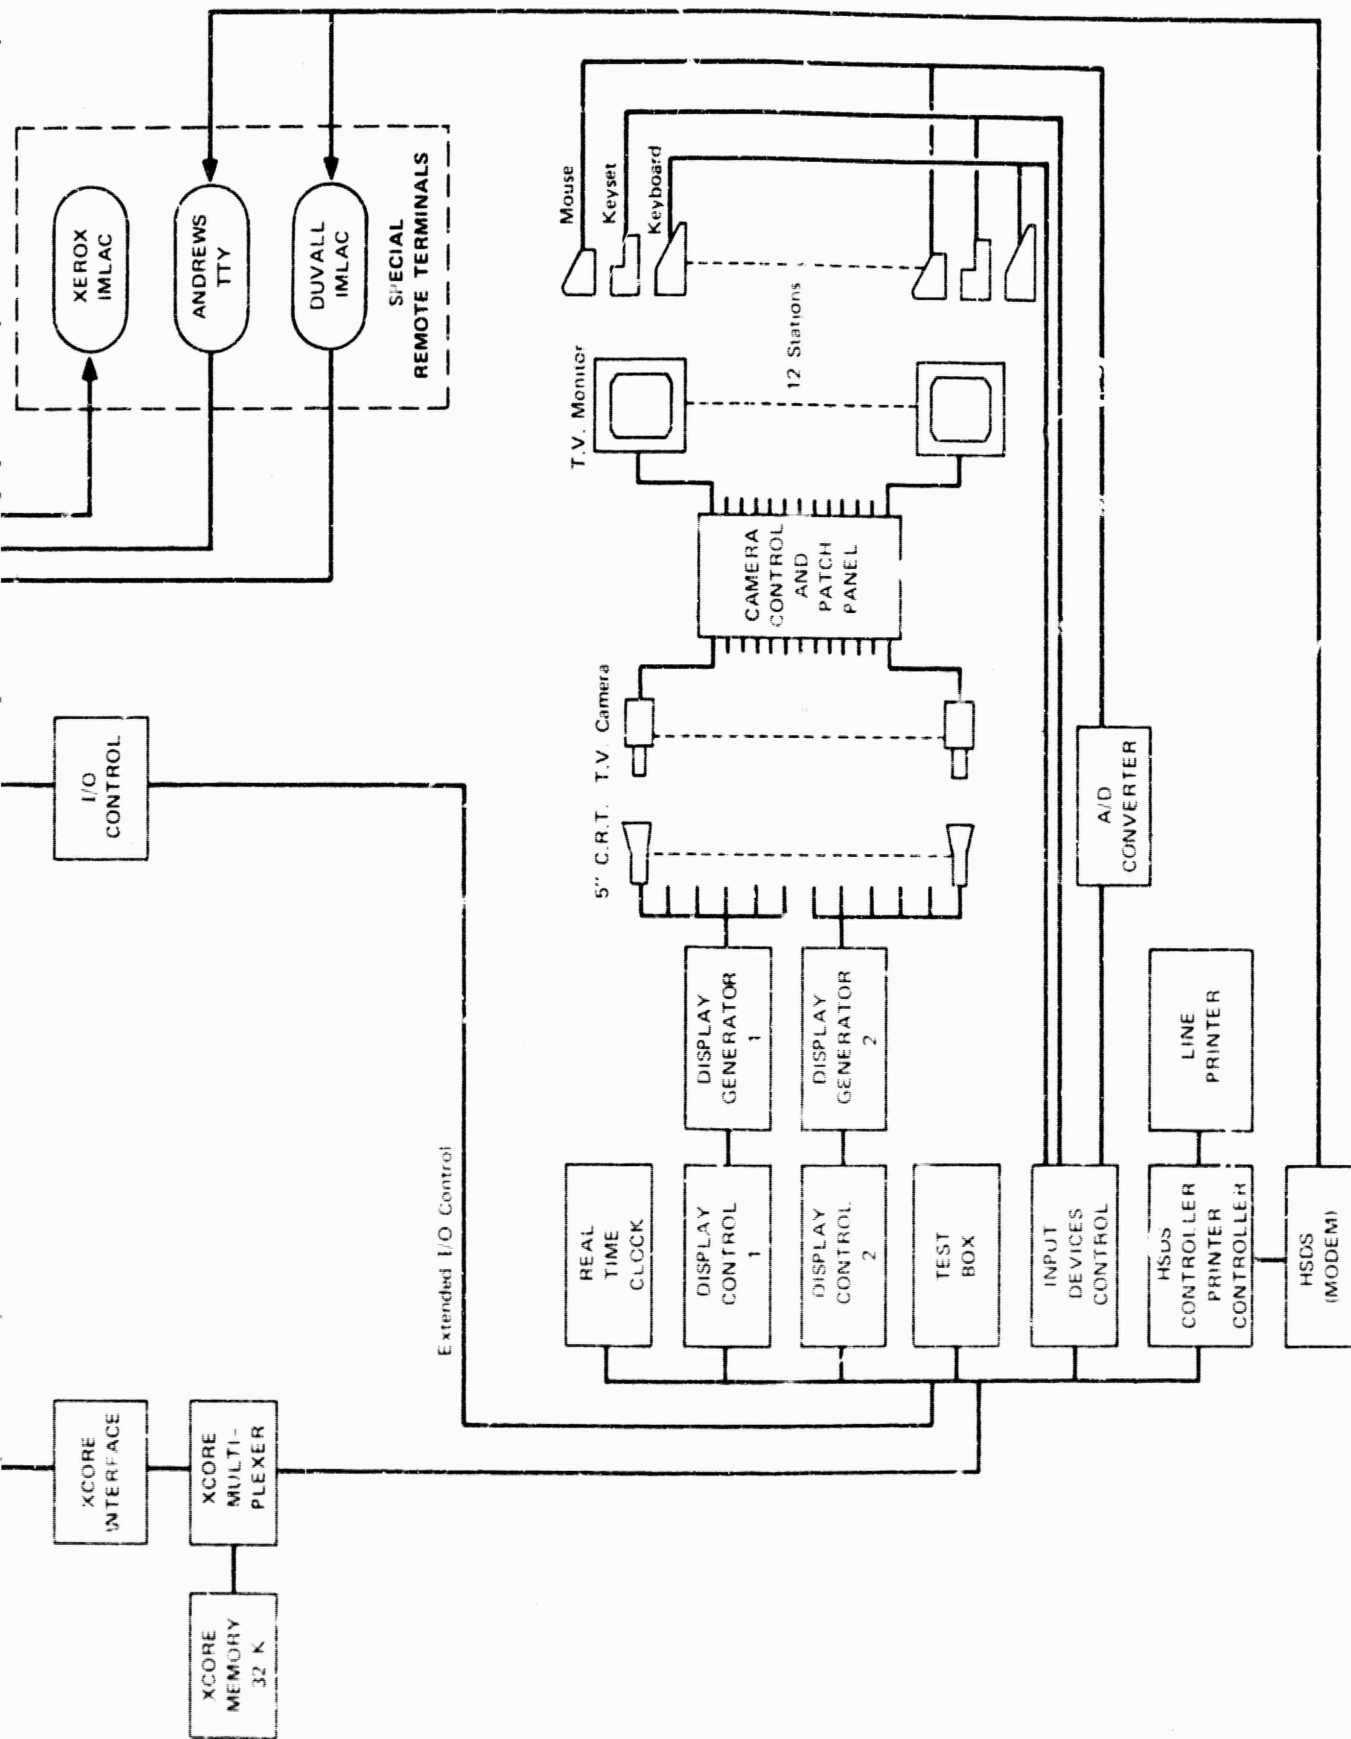 XCORE
INTERFACE
XCORE
MULTI-
PLEXER
XCORE
MEMORY
32 K
I/O
CONTROL
Extended I/O Control
XEROX
IMLAC
ANDREWS
TTY
DUVALL
IMLAC
SPECIAL
REMOTE TERMINALS
REAL
TIME
CLOCK
DISPLAY
CONTROL
1
DISPLAY
GENERATOR
1
DISPLAY
CONTROL
2
DISPLAY
GENERATOR
2
TEST
BOX
INPUT
DEVICES
CONTROL
HSDS
CONTROLLER
PRINTER
CONTROLLER
LINE
PRINTER
HSDS
(MODEM)
A/D
CONVERTER
5" C.R.T.
T.V. Camera
CAMERA
CONTROL
AND
PATCH
PANEL
T.V. Monitor
12 Stations
Mouse
Keyset
Keyboard